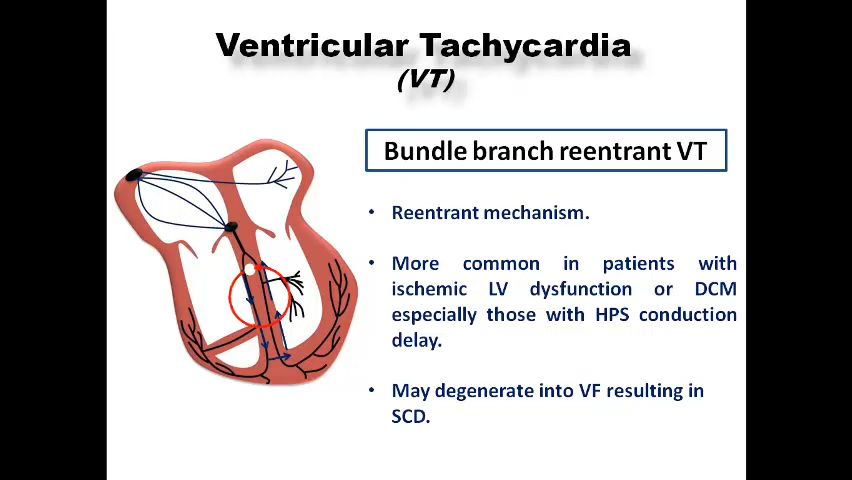 Ventricular Tachycardia
(VT)
Bundle branch reentrant VT
• Reentrant mechanism.
• More common in patients with
ischemic LV dysfunction or DCM
especially those with HPS conduction
delay.
• May degenerate into VF resulting in
SCD.